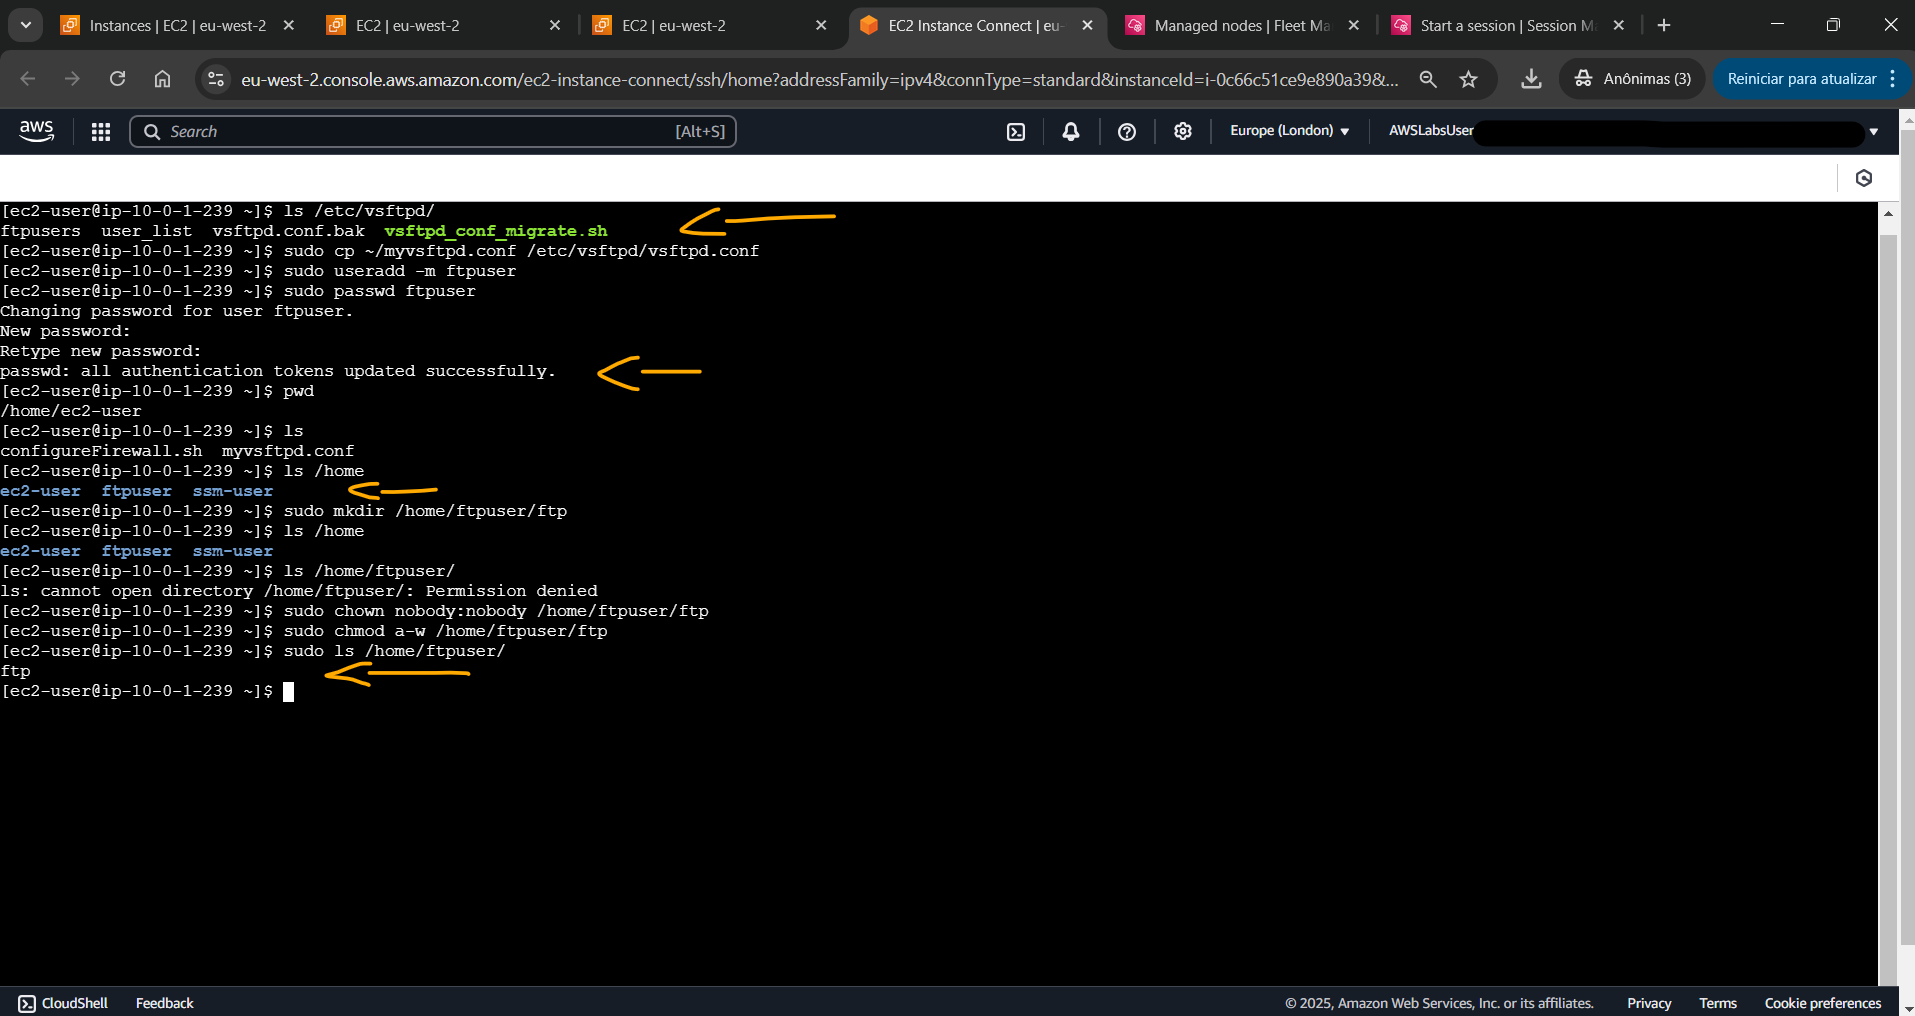 Instances | EC2 | eu-west-2
EC2 | eu-west-2
EC2 | eu-west-2
EC2 Instance Connect | eu-
Managed nodes | Fleet Ma
Start a session | Session M
eu-west-2.console.aws.amazon.com/ec2-instance-connect/ssh/home?addressFamily=ipv4&connType=standard&instanceId=i-0c66c51ce9e890a39&...
Anônimas (3)
Reiniciar para atualizar
aws
Search
[Alt+S]
Europe (London)
AWSLabsUser
[ec2-user@ip-10-0-1-239 ~]$ ls /etc/vsftpd/
ftpusers  user_list  vsftpd.conf.bak  vsftpd_conf_migrate.sh
[ec2-user@ip-10-0-1-239 ~]$ sudo cp ~/myvsftpd.conf /etc/vsftpd/vsftpd.conf
[ec2-user@ip-10-0-1-239 ~]$ sudo useradd -m ftpuser
[ec2-user@ip-10-0-1-239 ~]$ sudo passwd ftpuser
Changing password for user ftpuser.
New password:
Retype new password:
passwd: all authentication tokens updated successfully.
[ec2-user@ip-10-0-1-239 ~]$ pwd
/home/ec2-user
[ec2-user@ip-10-0-1-239 ~]$ ls
configureFirewall.sh  myvsftpd.conf
[ec2-user@ip-10-0-1-239 ~]$ ls /home
ec2-user  ftpuser  ssm-user
[ec2-user@ip-10-0-1-239 ~]$ sudo mkdir /home/ftpuser/ftp
[ec2-user@ip-10-0-1-239 ~]$ ls /home
ec2-user  ftpuser  ssm-user
[ec2-user@ip-10-0-1-239 ~]$ ls /home/ftpuser/
ls: cannot open directory /home/ftpuser/: Permission denied
[ec2-user@ip-10-0-1-239 ~]$ sudo chown nobody:nobody /home/ftpuser/ftp
[ec2-user@ip-10-0-1-239 ~]$ sudo chmod a-w /home/ftpuser/ftp
[ec2-user@ip-10-0-1-239 ~]$ sudo ls /home/ftpuser/
ftp
[ec2-user@ip-10-0-1-239 ~]$
CloudShell
Feedback
© 2025, Amazon Web Services, Inc. or its affiliates.
Privacy
Terms
Cookie preferences